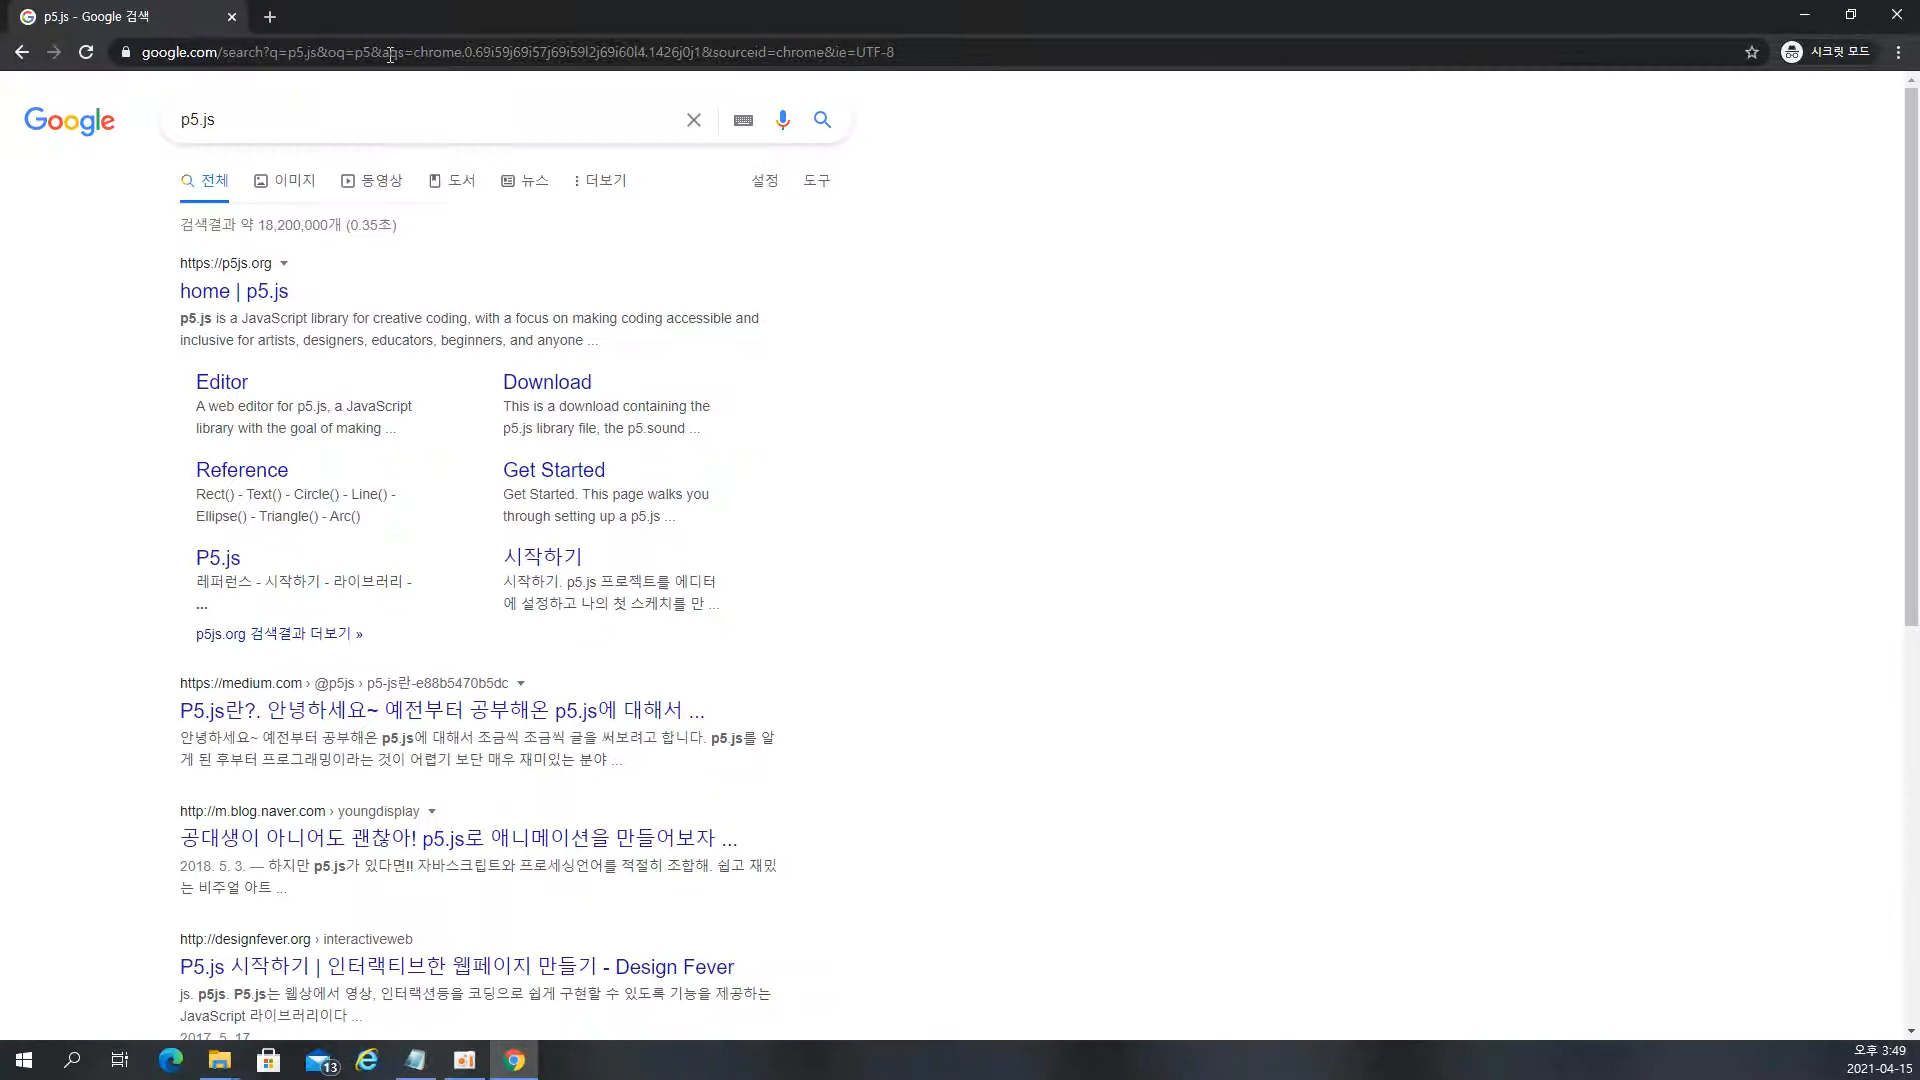 p5.js - Google 검색
google.com/search?q=p5.js&oq=p5&aqs=chrome.0.69i59j69i57j69i59l2j69i60l4.1426j0j1&sourceid=chrome&ie=UTF-8
시크릿 모드
Google
p5.js
전체 이미지 동영상 도서 뉴스 더보기 설정 도구
검색결과 약 18,200,000개 (0.35초)
https://p5js.org
home | p5.js
p5.js is a JavaScript library for creative coding, with a focus on making coding accessible and
inclusive for artists, designers, educators, beginners, and anyone ...
Editor
A web editor for p5.js, a JavaScript
library with the goal of making ...
Download
This is a download containing the
p5.js library file, the p5.sound ...
Reference
Rect() - Text() - Circle() - Line() -
Ellipse() - Triangle() - Arc()
Get Started
Get Started. This page walks you
through setting up a p5.js ...
P5.js
레퍼런스 - 시작하기 - 라이브러리 -
...
시작하기
시작하기. p5.js 프로젝트를 에디터
에 설정하고 나의 첫 스케치를 만 ...
p5js.org 검색결과 더보기 »
https://medium.com › @p5js › p5-js란-e88b5470b5dc
P5.js란?. 안녕하세요~ 예전부터 공부해온 p5.js에 대해서 ...
안녕하세요~ 예전부터 공부해온 p5.js에 대해서 조금씩 조금씩 글을 써보려고 합니다. p5.js를 알
게 된 후부터 프로그래밍이라는 것이 어렵기 보단 매우 재미있는 분야 ...
http://m.blog.naver.com › youngdisplay
공대생이 아니어도 괜찮아! p5.js로 애니메이션을 만들어보자 ...
2018. 5. 3. — 하지만 p5.js가 있다면!! 자바스크립트와 프로세싱언어를 적절히 조합해. 쉽고 재밌
는 비주얼 아트 ...
http://designfever.org › interactiveweb
P5.js 시작하기 | 인터랙티브한 웹페이지 만들기 - Design Fever
js. p5js. P5.js는 웹상에서 영상, 인터랙션등을 코딩으로 쉽게 구현할 수 있도록 기능을 제공하는
JavaScript 라이브러리이다 ...
2017. 5. 17.
13
오후 3:49
2021-04-15